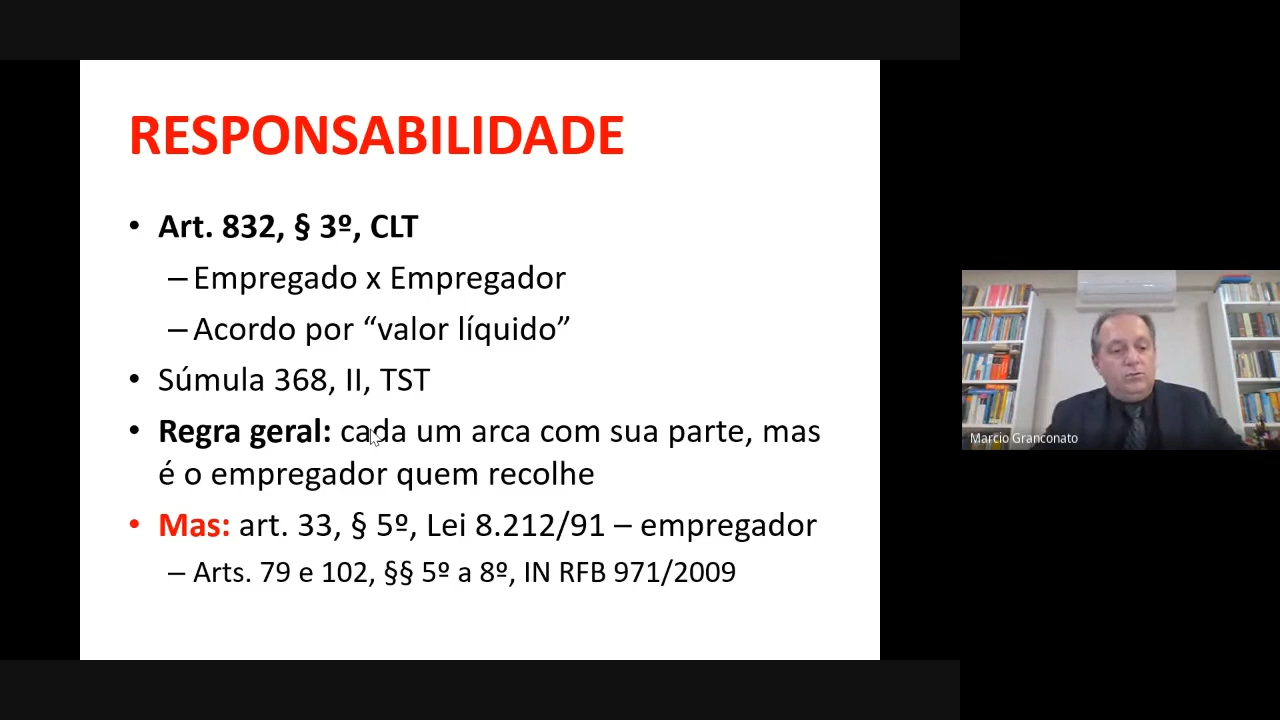 RESPONSABILIDADE
• Art. 832, § 3º, CLT
– Empregado x Empregador
– Acordo por “valor líquido”
• Súmula 368, II, TST
• Regra geral: cada um arca com sua parte, mas
é o empregador quem recolhe
• Mas: art. 33, § 5º, Lei 8.212/91 – empregador
– Arts. 79 e 102, §§ 5º a 8º, IN RFB 971/2009
Marcio Granconato